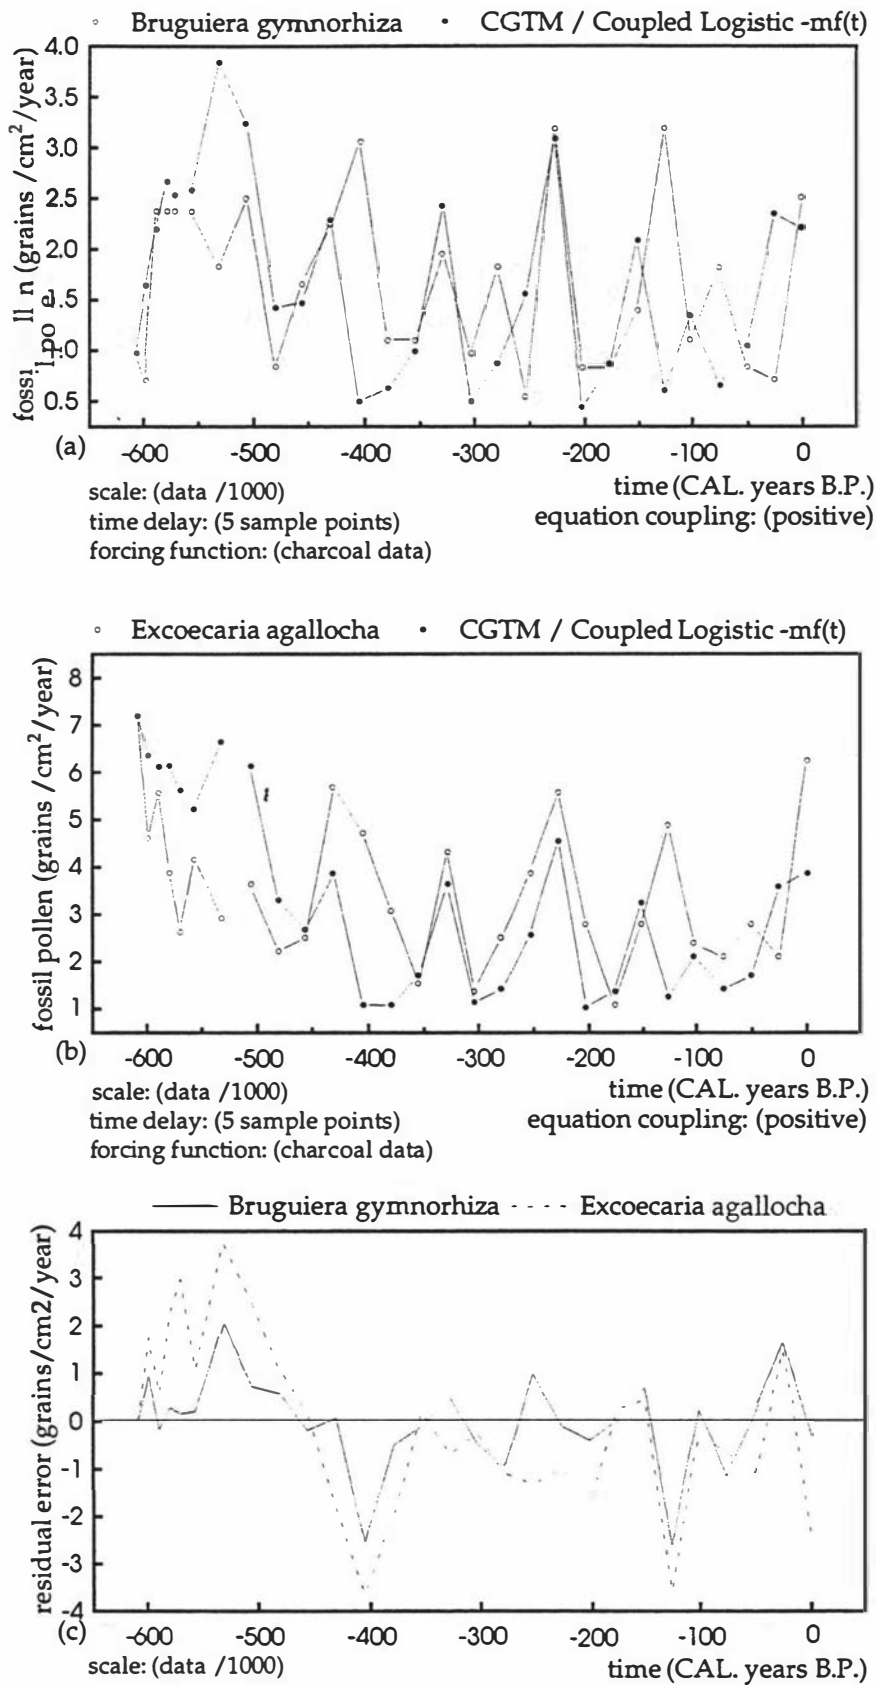 Bruguiera gymnorhiza • CGTM / Coupled Logistic -mf(t)
fossil pollen (grains /cm²/year)
4.0
3.5
3.0
2.5
2.0
1.5
1.0
0.5
(a)
-600 -500 -400 -300 -200 -100 0
scale: (data /1000) time (CAL. years B.P.)
time delay: (5 sample points) equation coupling: (positive)
forcing function: (charcoal data)
Excoecaria agallocha • CGTM / Coupled Logistic -mf(t)
fossil pollen (grains /cm²/year)
8
7
6
5
4
3
2
1
(b)
-600 -500 -400 -300 -200 -100 0
scale: (data /1000) time (CAL. years B.P.)
time delay: (5 sample points) equation coupling: (positive)
forcing function: (charcoal data)
Bruguiera gymnorhiza Excoecaria agallocha
residual error (grains/cm2/year)
4
3
2
1
0
-1
-2
-3
-4
(c)
-600 -500 -400 -300 -200 -100 0
scale: (data /1000) time (CAL. years B.P.)